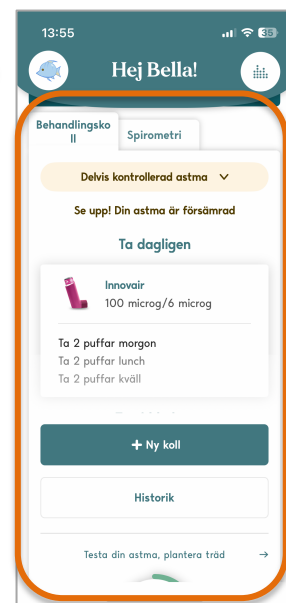 13:55
35
Hej Bella!
Behandlingsko
ll
Spirometri
Delvis kontrollerad astma
Se upp! Din astma är försämrad
Ta dagligen
Innovair
100 microg/6 microg
Ta 2 puffar morgon
Ta 2 puffar lunch
Ta 2 puffar kväll
+ Ny koll
Historik
Testa din astma, plantera träd →